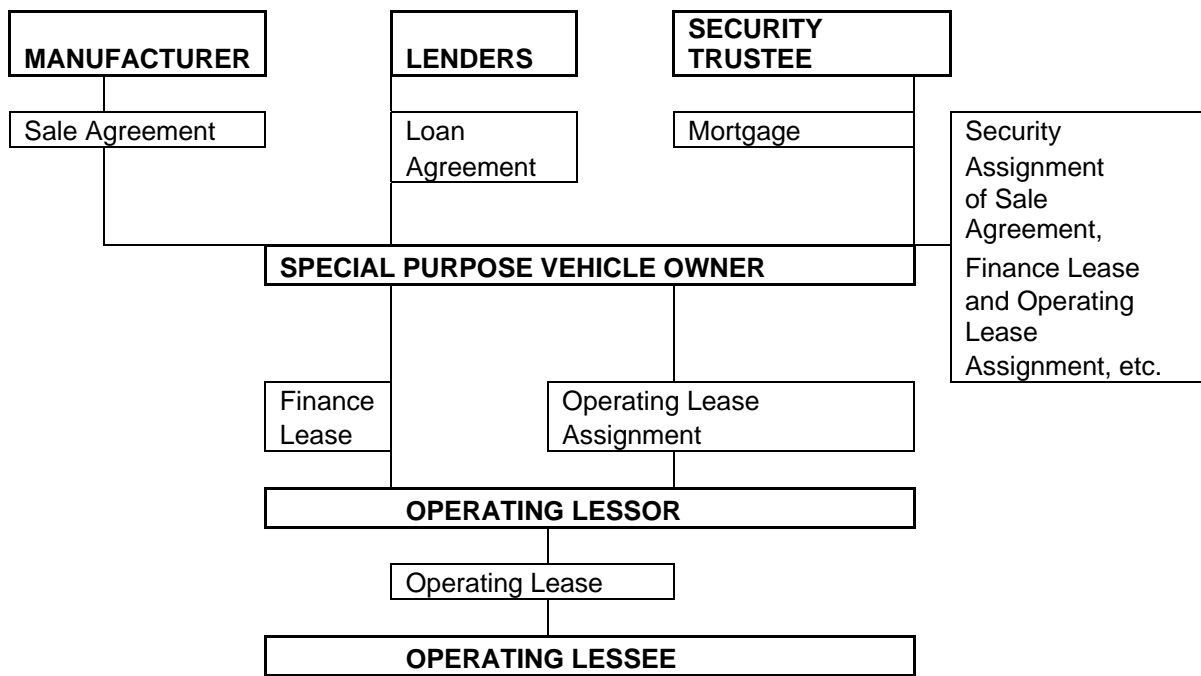 MANUFACTURER
LENDERS
SECURITY
TRUSTEE
Sale Agreement
Loan
Agreement
Mortgage
Security
Assignment
of Sale
Agreement,
Finance Lease
and Operating
Lease
Assignment, etc.
SPECIAL PURPOSE VEHICLE OWNER
Finance
Lease
Operating Lease
Assignment
OPERATING LESSOR
Operating Lease
OPERATING LESSEE